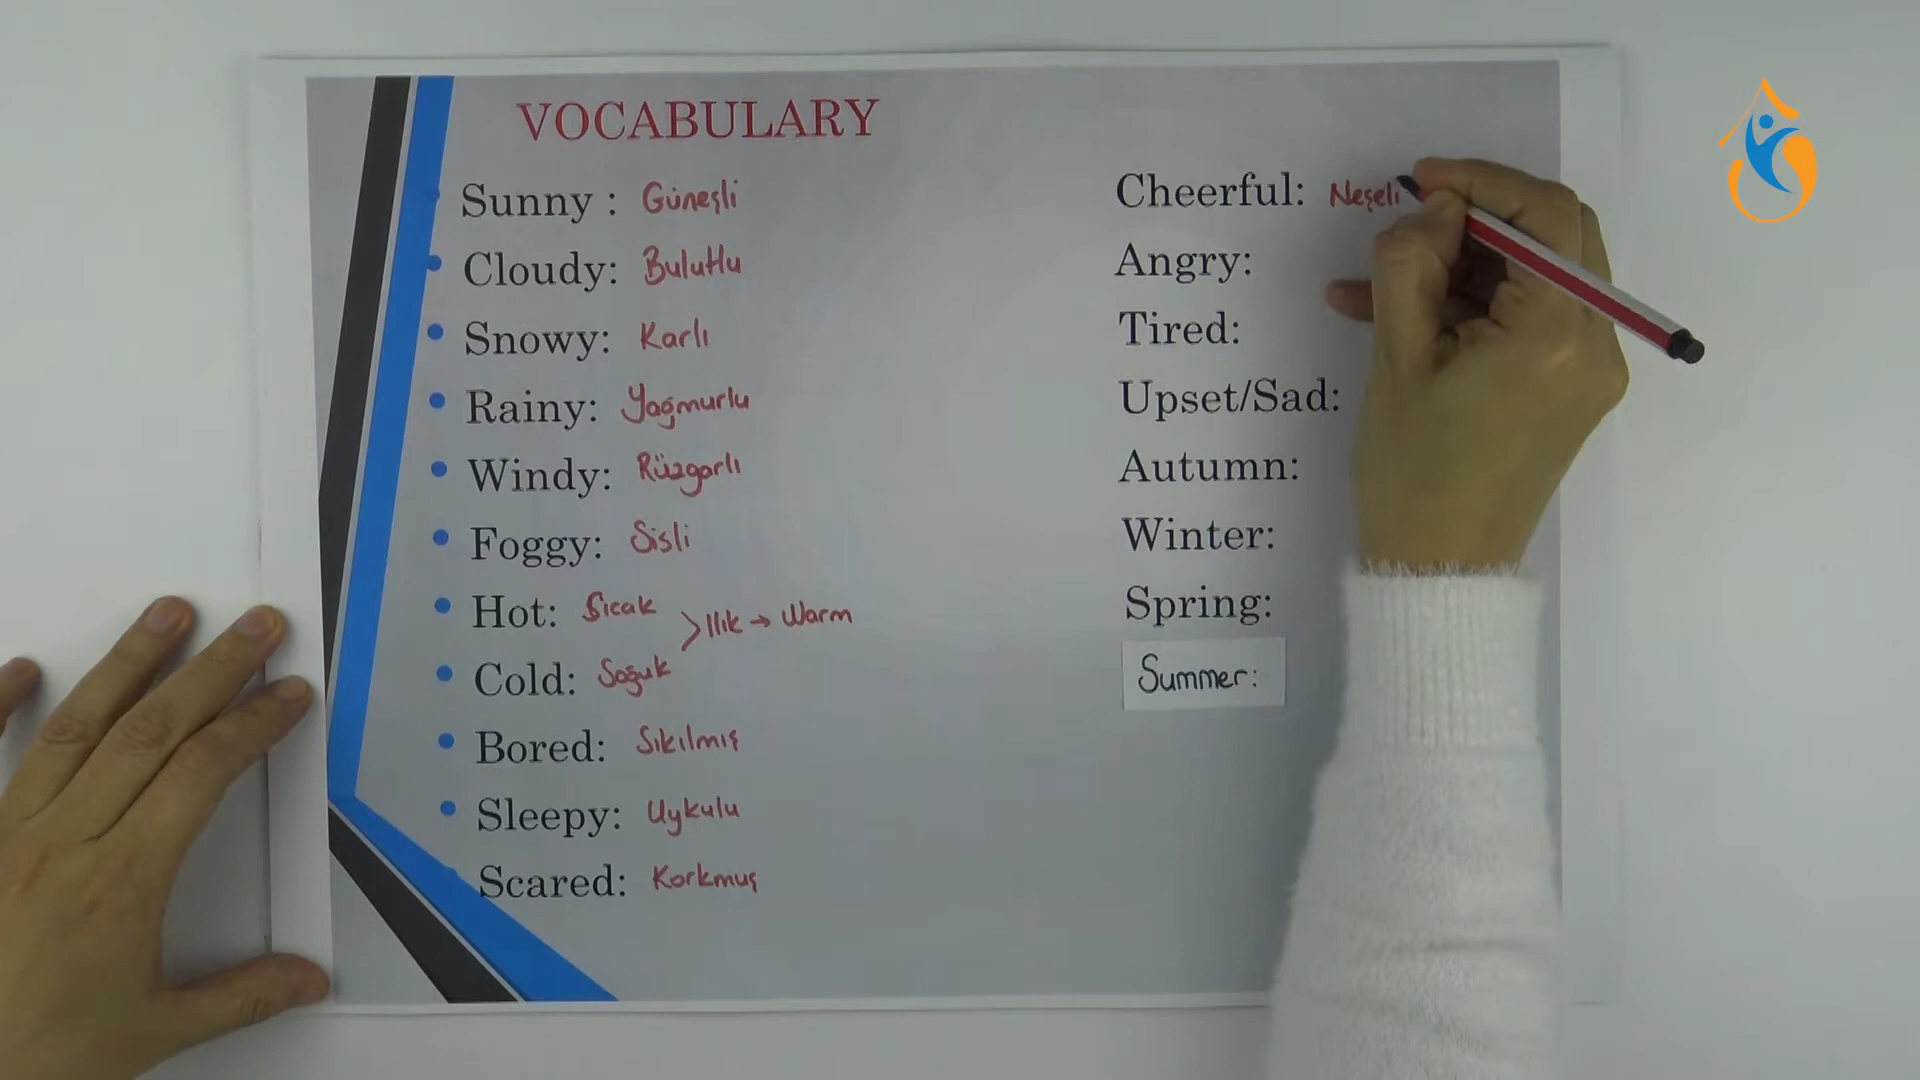 VOCABULARY
Sunny : Güneşli
Cloudy: Bulutlu
Snowy: Karlı
Rainy: Yağmurlu
Windy: Rüzgarlı
Foggy: Sisli
Hot: Sıcak
>Ilık → Warm
Cold: Soğuk
Bored: Sıkılmış
Sleepy: Uykulu
Scared: Korkmuş
Cheerful: Neşeli
Angry:
Tired:
Upset/Sad:
Autumn:
Winter:
Spring:
Summer: